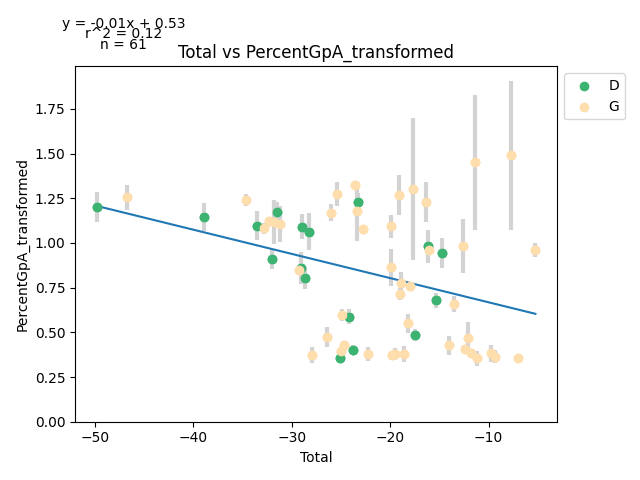 y = -0.01x + 0.53
r^2 = 0.12
n = 61
Total vs PercentGpA_transformed
D
G
1.75
1.50
1.25
1.00
0.75
0.50
0.25
0.00
PercentGpA_transformed
−50
−40
−30
−20
−10
Total